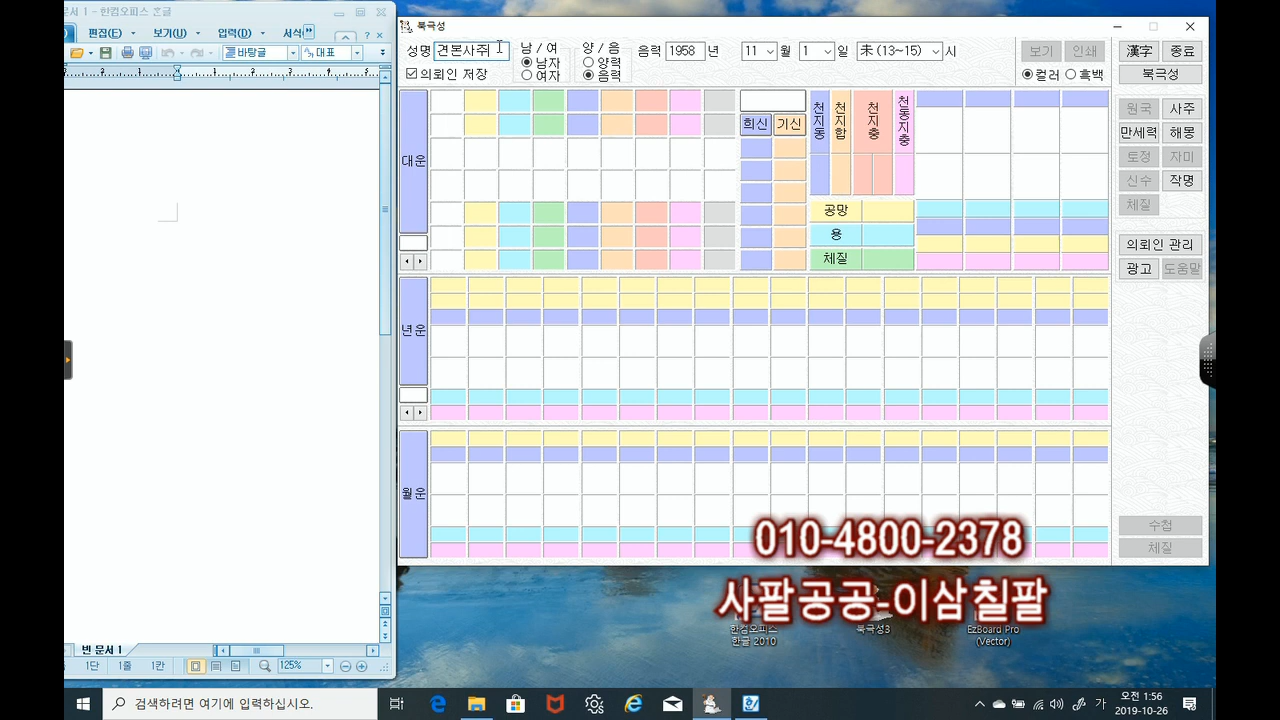 문서 1 - 한컴오피스 한글
편집(E) 보기(U) 입력(D) 서식
바탕글 대표
빈 문서 1
1단 1줄 1칸 125%
북극성
성명 견본사주 남 / 여 양 / 음 음력 1958 년 11 월 1 일 未(13~15) 시 보기 인쇄 漢字 종료
의뢰인 저장 남자 여자 양력 음력 컬러 흑백 북극성
대운
희신 기신
천지동 천지합 천지충 천동지충
공망
용
체질
년운
월운
원국 사주
만세력 해몽
토정 자미
신수 작명
체질
의뢰인 관리
광고 도움말
수첩
체질
010-4800-2378
사팔공공-이삼칠팔
한컴오피스 한글 2010
북극성3
EzBoard Pro (Vector)
검색하려면 여기에 입력하십시오.
가
오전 1:56
2019-10-26